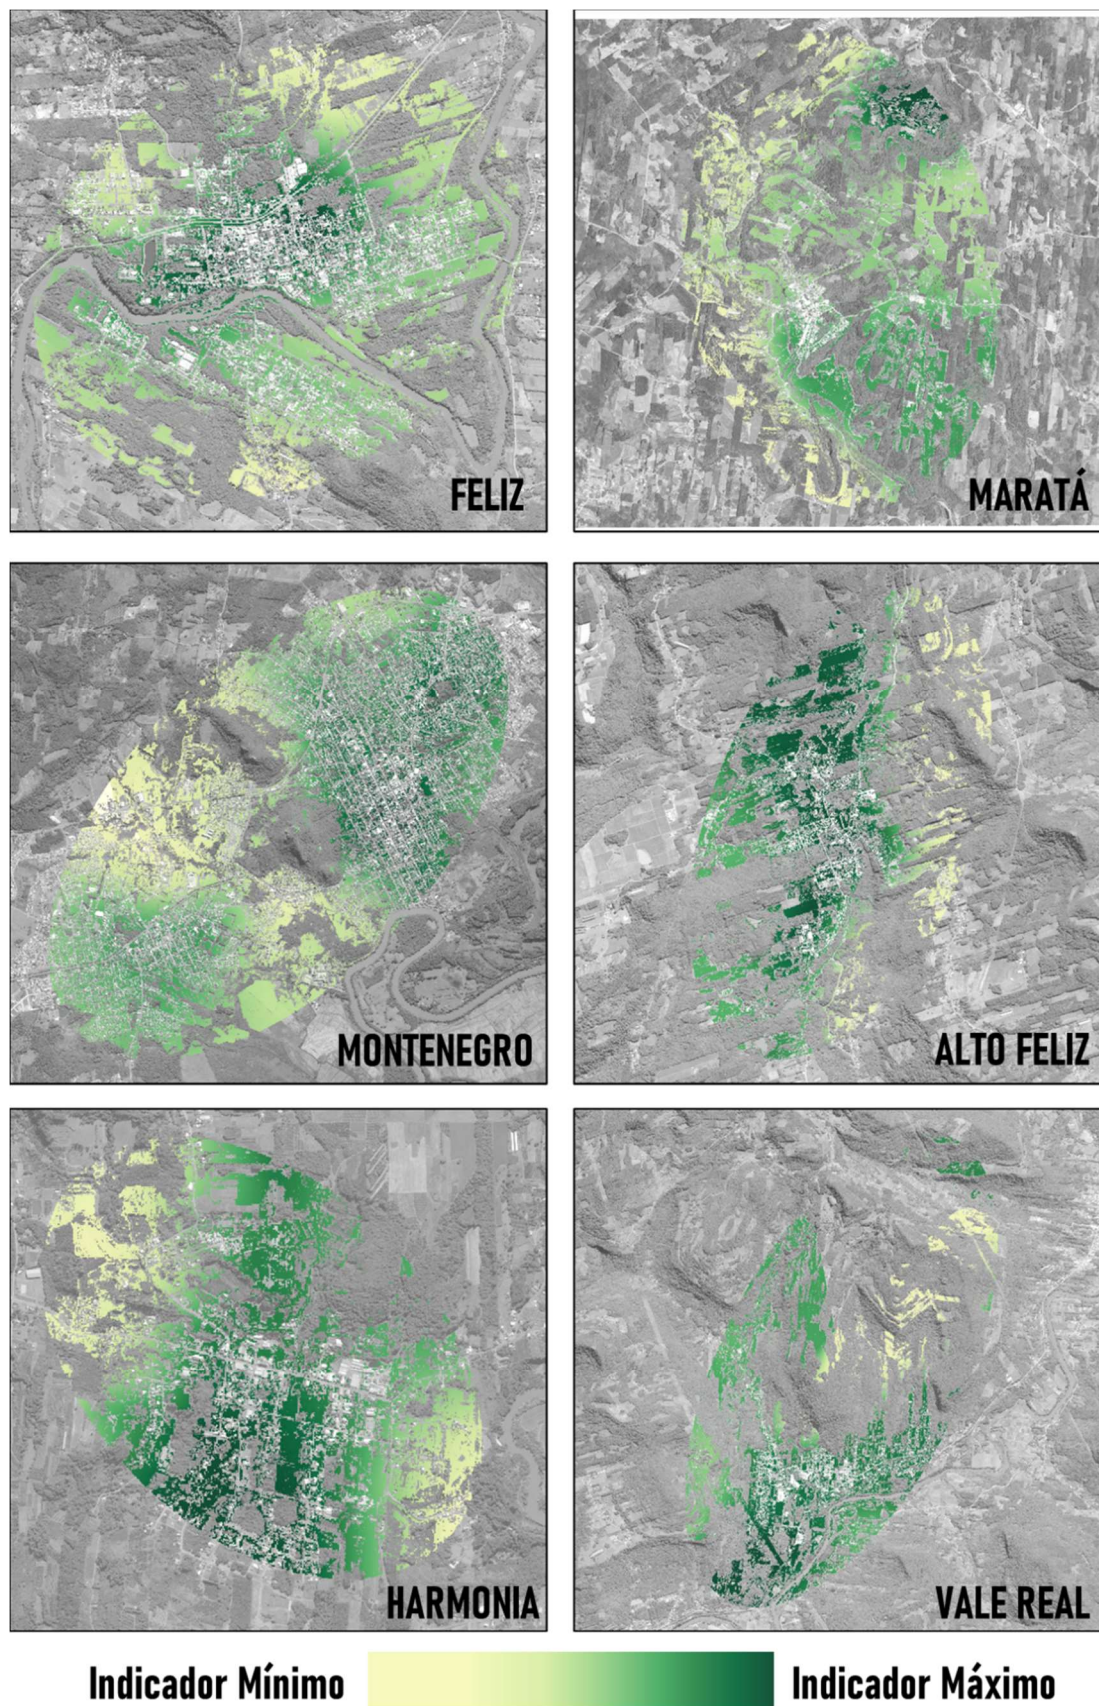 FELIZ
MARATÁ
MONTENEGRO
ALTO FELIZ
HARMONIA
VALE REAL
Indicador Mínimo
Indicador Máximo